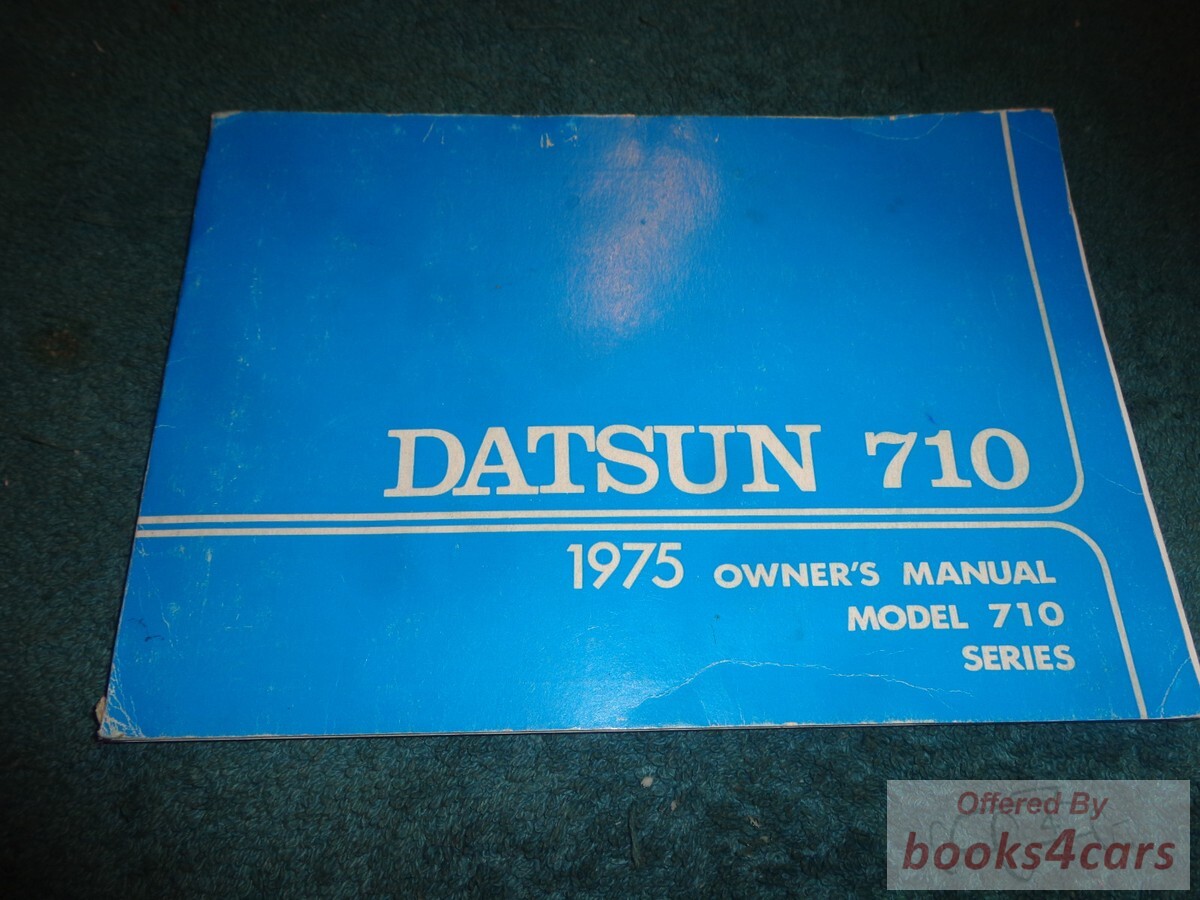 DATSUN 710
1975 OWNER'S MANUAL
MODEL 710
SERIES
Offered By
books4cars